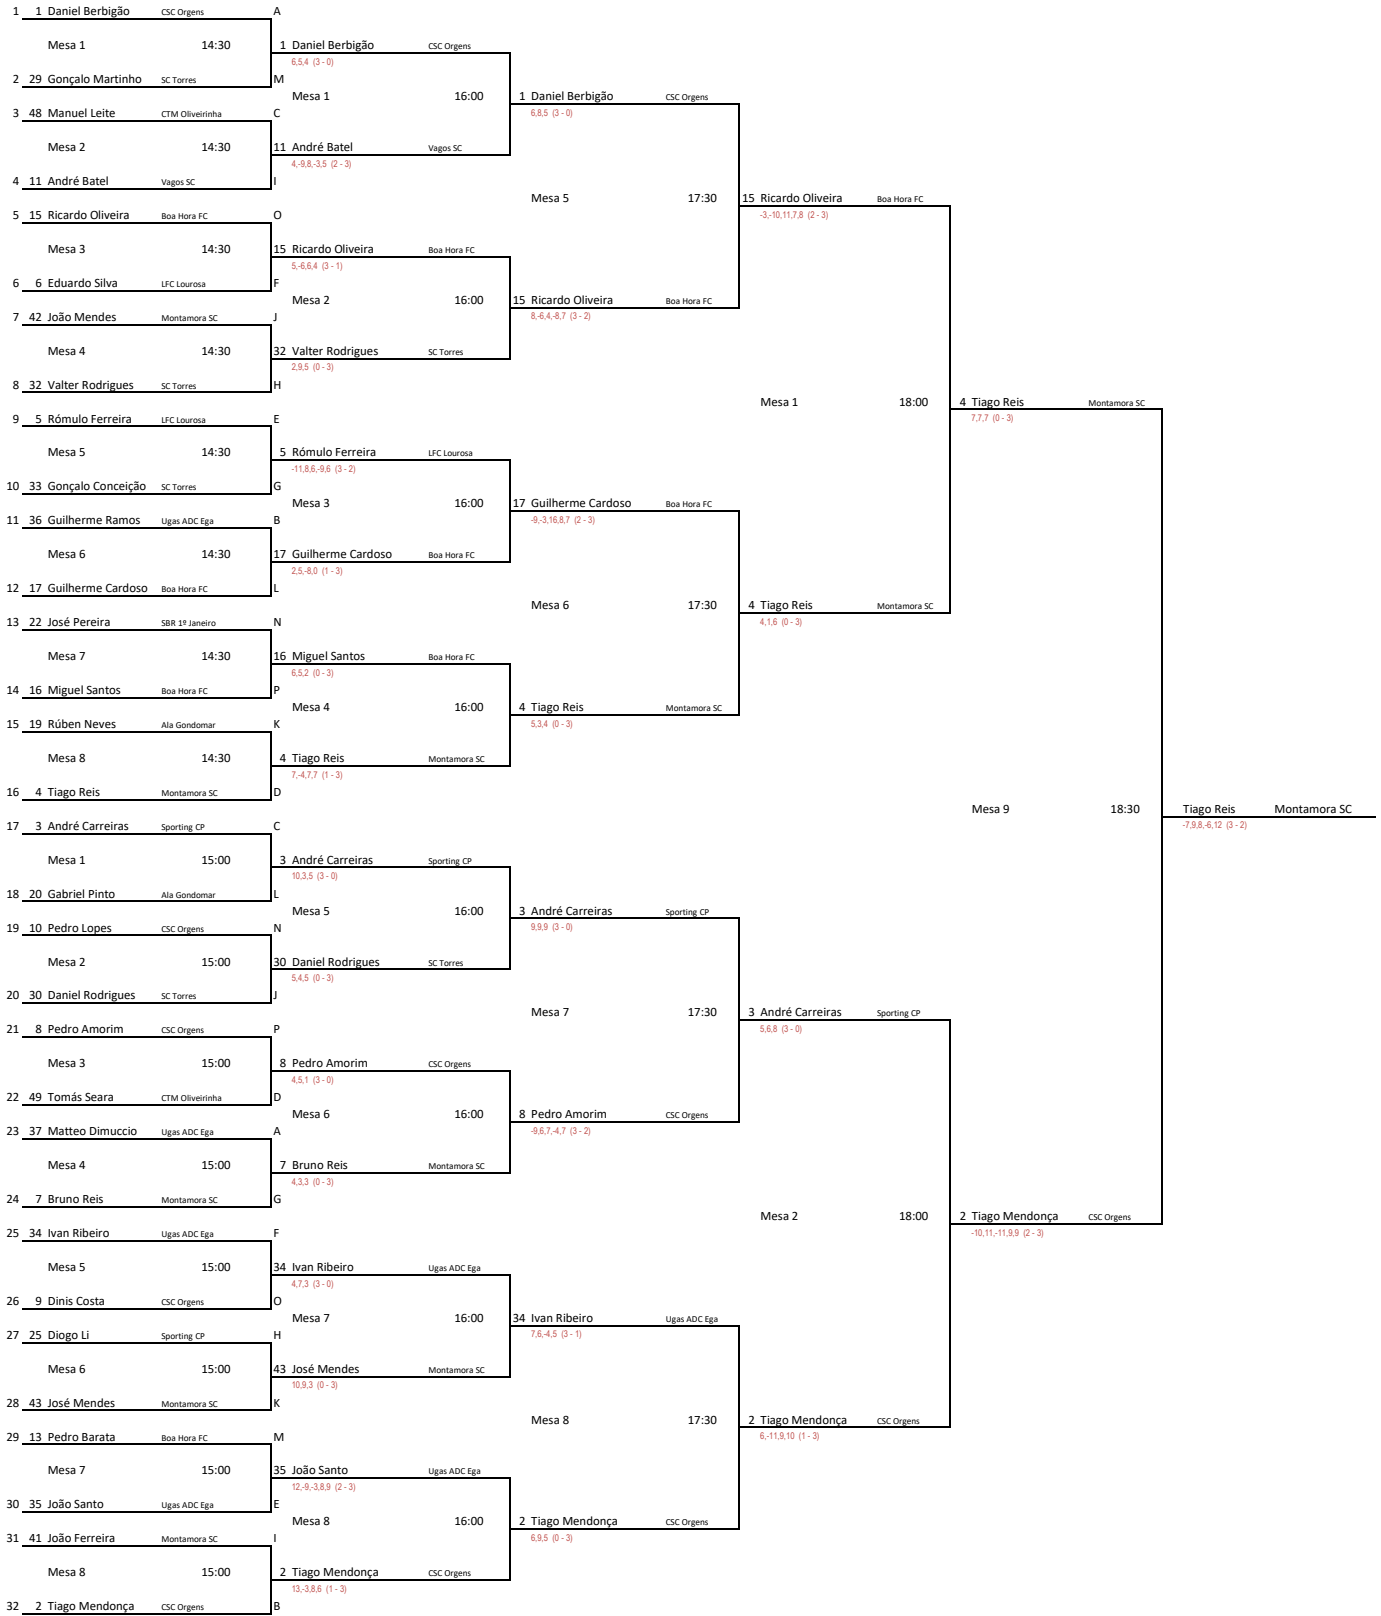 1 1 Daniel Berbigão CSC Orgens A
Mesa 1 14:30 1 Daniel Berbigão CSC Orgens
6,5,4 (3 - 0)
2 29 Gonçalo Martinho SC Torres M
Mesa 1 16:00 1 Daniel Berbigão CSC Orgens
6,8,5 (3 - 0)
3 48 Manuel Leite CTM Oliveirinha C
Mesa 2 14:30 11 André Batel Vagos SC
4,-9,8,-3,5 (2 - 3)
4 11 André Batel Vagos SC I
Mesa 5 17:30 15 Ricardo Oliveira Boa Hora FC
-3,-10,11,7,8 (2 - 3)
5 15 Ricardo Oliveira Boa Hora FC O
Mesa 3 14:30 15 Ricardo Oliveira Boa Hora FC
5,-6,6,4 (3 - 1)
6 6 Eduardo Silva LFC Lourosa F
Mesa 2 16:00 15 Ricardo Oliveira Boa Hora FC
8,-6,4,-8,7 (3 - 2)
7 42 João Mendes Montamora SC J
Mesa 4 14:30 32 Valter Rodrigues SC Torres
2,9,5 (0 - 3)
8 32 Valter Rodrigues SC Torres H
Mesa 1 18:00 4 Tiago Reis Montamora SC
7,7,7 (0 - 3)
9 5 Rómulo Ferreira LFC Lourosa E
Mesa 5 14:30 5 Rómulo Ferreira LFC Lourosa
-11,8,6,-9,6 (3 - 2)
10 33 Gonçalo Conceição SC Torres G
Mesa 3 16:00 17 Guilherme Cardoso Boa Hora FC
-9,-3,16,8,7 (2 - 3)
11 36 Guilherme Ramos Ugas ADC Ega B
Mesa 6 14:30 17 Guilherme Cardoso Boa Hora FC
2,5,-8,0 (1 - 3)
12 17 Guilherme Cardoso Boa Hora FC L
Mesa 6 17:30 4 Tiago Reis Montamora SC
4,1,6 (0 - 3)
13 22 José Pereira SBR 1º Janeiro N
Mesa 7 14:30 16 Miguel Santos Boa Hora FC
6,5,2 (0 - 3)
14 16 Miguel Santos Boa Hora FC P
Mesa 4 16:00 4 Tiago Reis Montamora SC
5,3,4 (0 - 3)
15 19 Rúben Neves Ala Gondomar K
Mesa 8 14:30 4 Tiago Reis Montamora SC
7,-4,7,7 (1 - 3)
16 4 Tiago Reis Montamora SC D
Mesa 9 18:30 Tiago Reis Montamora SC
-7,9,8,-6,12 (3 - 2)
17 3 André Carreiras Sporting CP C
Mesa 1 15:00 3 André Carreiras Sporting CP
10,3,5 (3 - 0)
18 20 Gabriel Pinto Ala Gondomar L
Mesa 5 16:00 3 André Carreiras Sporting CP
9,9,9 (3 - 0)
19 10 Pedro Lopes CSC Orgens N
Mesa 2 15:00 30 Daniel Rodrigues SC Torres
5,4,5 (0 - 3)
20 30 Daniel Rodrigues SC Torres J
Mesa 7 17:30 3 André Carreiras Sporting CP
5,6,8 (3 - 0)
21 8 Pedro Amorim CSC Orgens P
Mesa 3 15:00 8 Pedro Amorim CSC Orgens
4,5,1 (3 - 0)
22 49 Tomás Seara CTM Oliveirinha D
Mesa 6 16:00 8 Pedro Amorim CSC Orgens
-9,6,7,-4,7 (3 - 2)
23 37 Matteo Dimuccio Ugas ADC Ega A
Mesa 4 15:00 7 Bruno Reis Montamora SC
4,3,3 (0 - 3)
24 7 Bruno Reis Montamora SC G
Mesa 2 18:00 2 Tiago Mendonça CSC Orgens
-10,11,-11,9,9 (2 - 3)
25 34 Ivan Ribeiro Ugas ADC Ega F
Mesa 5 15:00 34 Ivan Ribeiro Ugas ADC Ega
4,7,3 (3 - 0)
26 9 Dinis Costa CSC Orgens O
Mesa 7 16:00 34 Ivan Ribeiro Ugas ADC Ega
7,6,-4,5 (3 - 1)
27 25 Diogo Li Sporting CP H
Mesa 6 15:00 43 José Mendes Montamora SC
10,9,3 (0 - 3)
28 43 José Mendes Montamora SC K
Mesa 8 17:30 2 Tiago Mendonça CSC Orgens
6,-11,9,10 (1 - 3)
29 13 Pedro Barata Boa Hora FC M
Mesa 7 15:00 35 João Santo Ugas ADC Ega
12,-9,-3,8,9 (2 - 3)
30 35 João Santo Ugas ADC Ega E
Mesa 8 16:00 2 Tiago Mendonça CSC Orgens
6,9,5 (0 - 3)
31 41 João Ferreira Montamora SC I
Mesa 8 15:00 2 Tiago Mendonça CSC Orgens
13,-3,8,6 (1 - 3)
32 2 Tiago Mendonça CSC Orgens B